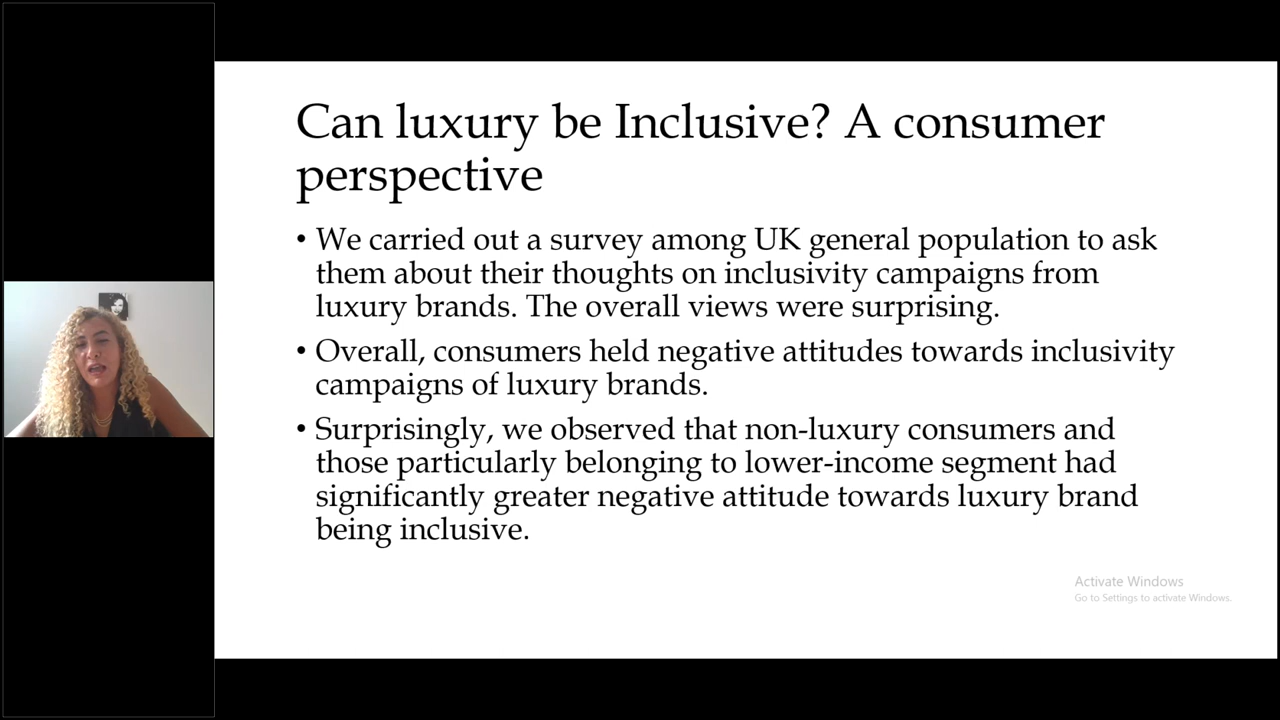 Can luxury be Inclusive? A consumer
perspective
• We carried out a survey among UK general population to ask
them about their thoughts on inclusivity campaigns from
luxury brands. The overall views were surprising.
• Overall, consumers held negative attitudes towards inclusivity
campaigns of luxury brands.
• Surprisingly, we observed that non-luxury consumers and
those particularly belonging to lower-income segment had
significantly greater negative attitude towards luxury brand
being inclusive.
Activate Windows
Go to Settings to activate Windows.